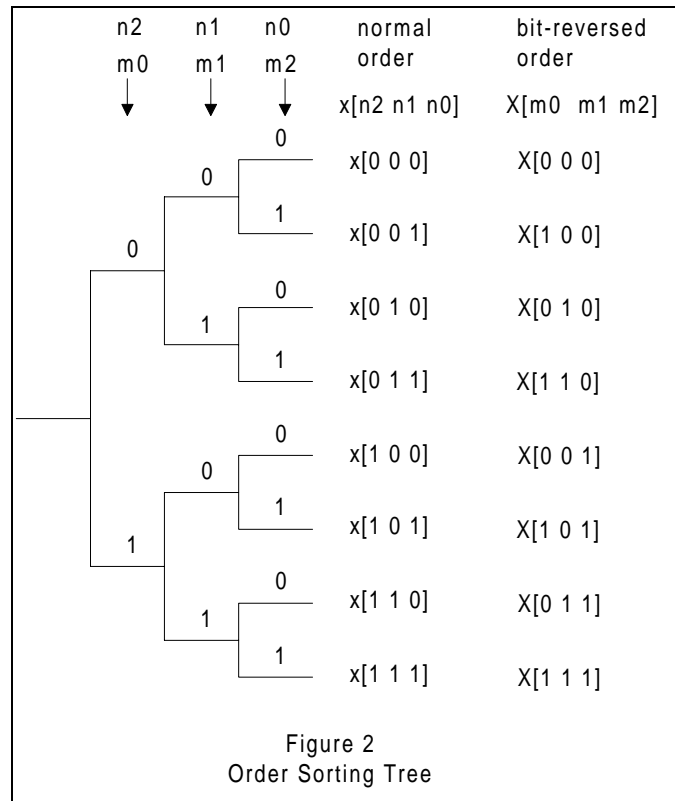 n2 n1 n0 normal bit-reversed
m0 m1 m2 order order
x[n2 n1 n0] X[m0 m1 m2]
0
0 x[0 0 0] X[0 0 0]
1
x[0 0 1] X[1 0 0]
0
0
x[0 1 0] X[0 1 0]
1
1
x[0 1 1] X[1 1 0]
0
x[1 0 0] X[0 0 1]
0
1
x[1 0 1] X[1 0 1]
1
0
x[1 1 0] X[0 1 1]
1
1
x[1 1 1] X[1 1 1]
Figure 2
Order Sorting Tree